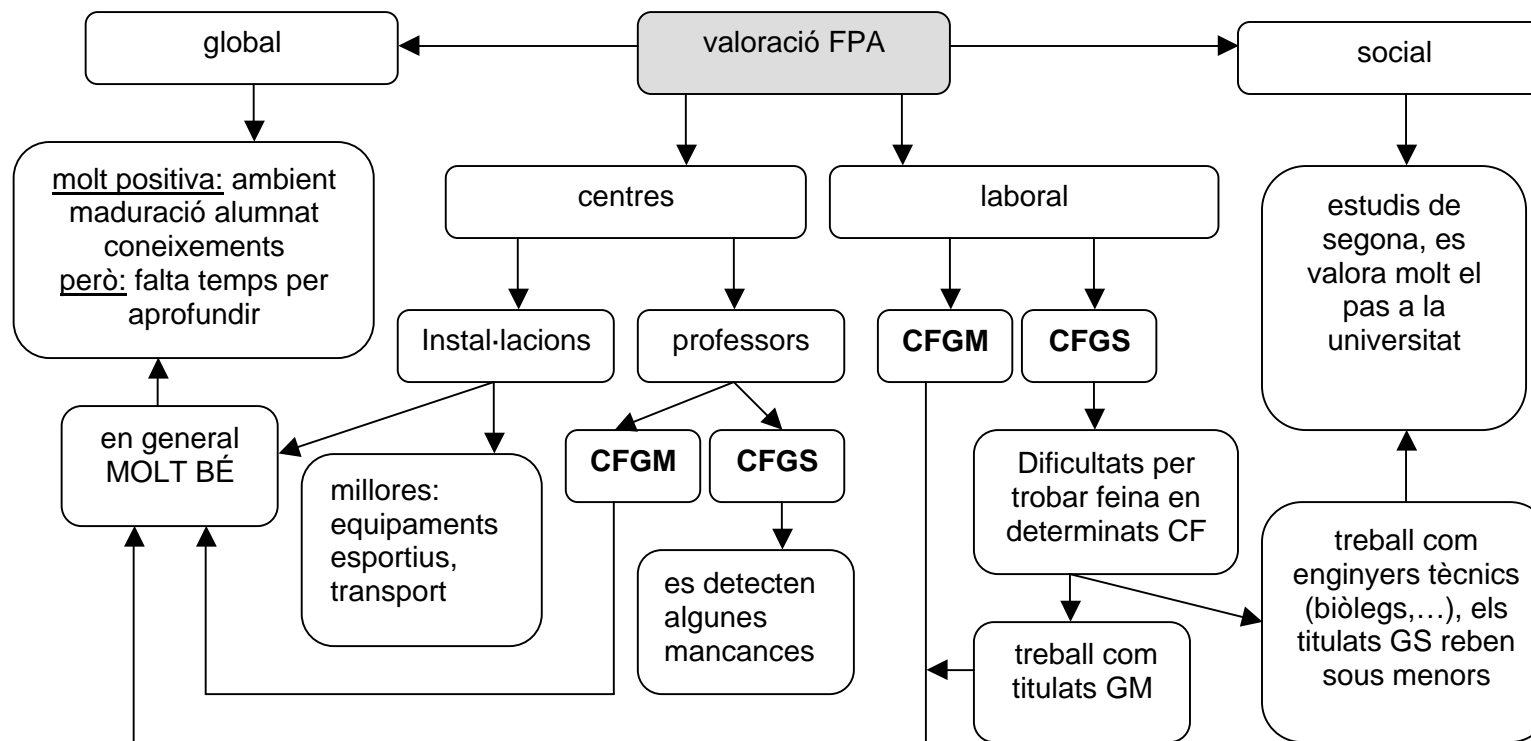 global
valoració FPA
social
molt positiva: ambient
maduració alumnat
coneixements
però: falta temps per
aprofundir
centres
laboral
estudis de
segona, es
valora molt el
pas a la
universitat
Instal·lacions
professors
CFGM
CFGS
en general
MOLT BÉ
millores:
equipaments
esportius,
transport
CFGM
CFGS
Dificultats per
trobar feina en
determinats CF
es detecten
algunes
mancances
treball com
titulats GM
treball com
enginyers tècnics
(biòlegs,…), els
titulats GS reben
sous menors